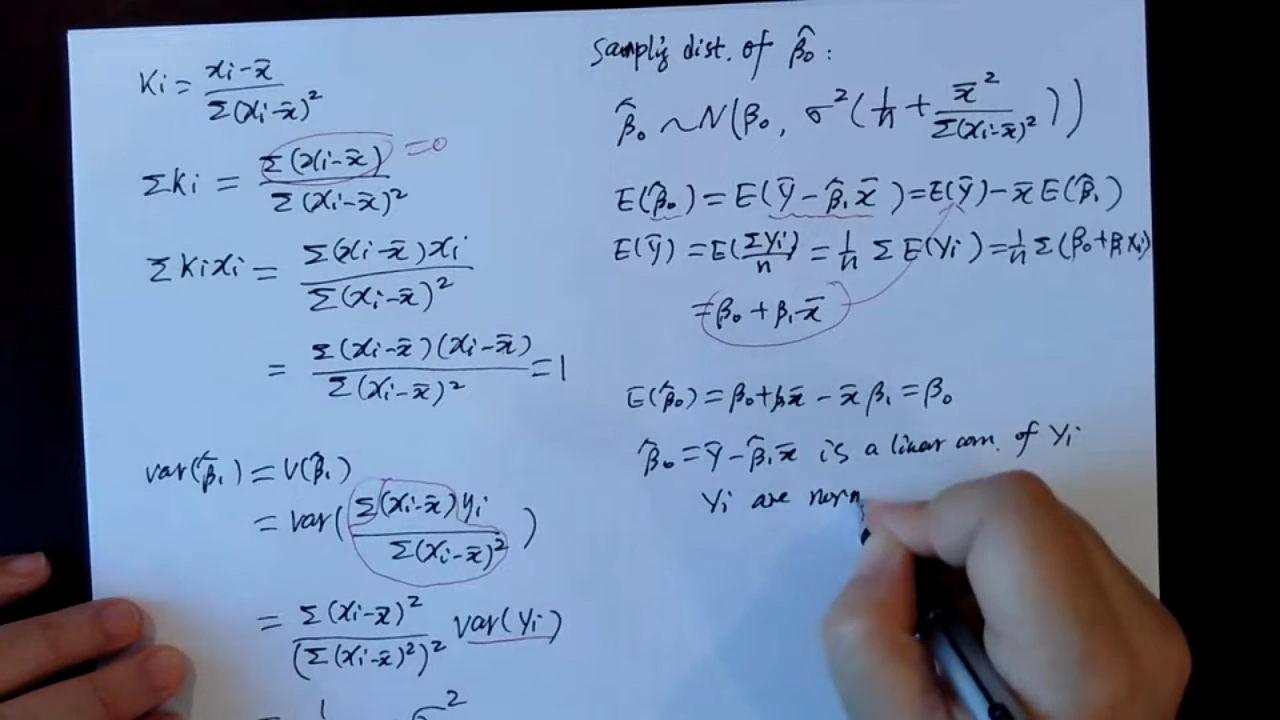 Ki = (xi - x̄) / Σ(xi - x̄)²
ΣKi = Σ(xi - x̄) / Σ(xi - x̄)² = 0
ΣKixi = Σ(xi - x̄)xi / Σ(xi - x̄)²
= Σ(xi - x̄)(xi - x̄) / Σ(xi - x̄)² = 1
var(β̂₁) = V(β̂₁)
= var( Σ(xi - x̄)yi / Σ(xi - x̄)² )
= Σ(xi - x̄)² / (Σ(xi - x̄)²)² var(Yi)
Sampling dist. of β̂₀ :
β̂₀ ~ N(β₀, σ²(1/n + x̄² / Σ(xi - x̄)²))
E(β̂₀) = E(Ȳ - β̂₁x̄) = E(Ȳ) - x̄ E(β̂₁)
E(Ȳ) = E(ΣYi / n) = 1/n Σ E(Yi) = 1/n Σ(β₀ + β₁xi)
= β₀ + β₁x̄
E(β̂₀) = β₀ + β₁x̄ - x̄ β₁ = β₀
β̂₀ = Ȳ - β̂₁x̄ is a linear com. of Yi
Yi are norm